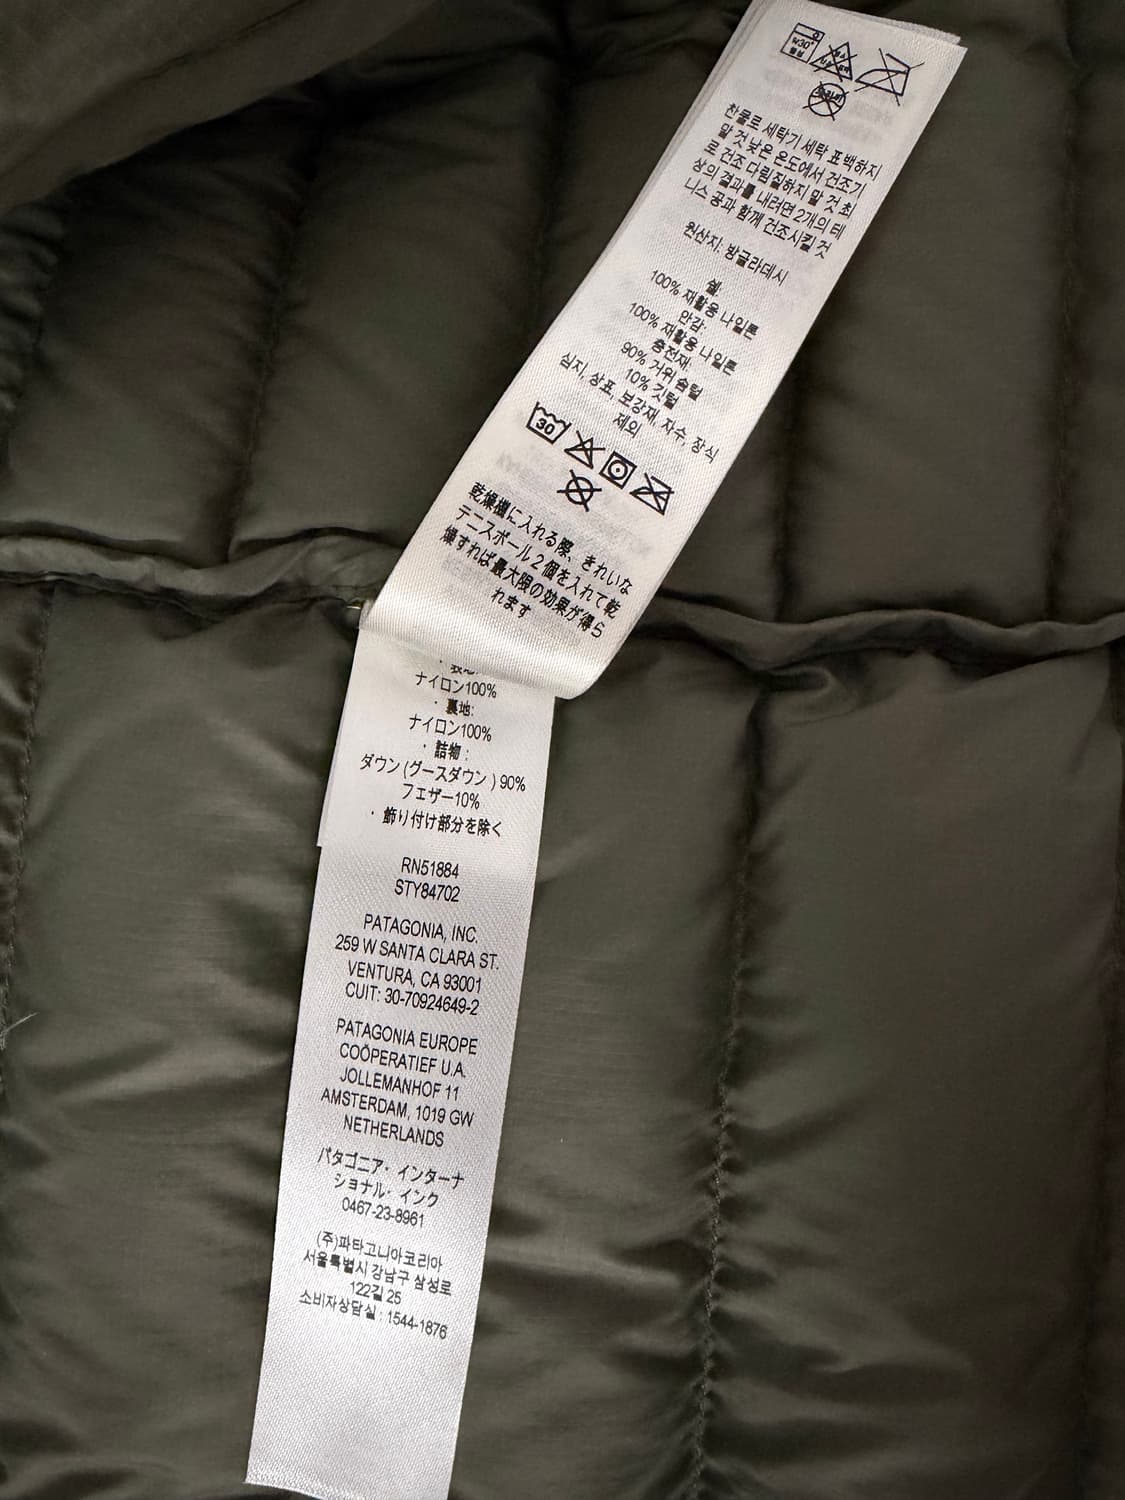 찬물로 세탁기 세탁 표백하지
말 것 낮은 온도에서 건조기
로 건조 다림질하지 말 것 최
상의 결과를 내려면 2개의 테
니스 공과 함께 건조시킬 것
원산지: 방글라데시
쉘:
100% 재활용 나일론
안감:
100% 재활용 나일론
충전재:
90% 거위 솜털
10% 깃털
심지, 상표, 보강재, 자수, 장식
제외
30
乾燥機に入れる際、きれいな
テニスボール2個を入れて乾
燥すれば最大限の効果が得ら
れます
ナイロン100%
・裏地:
ナイロン100%
・詰物:
ダウン(グースダウン) 90%
フェザー10%
・飾り付け部分を除く
RN51884
STY84702
PATAGONIA, INC.
259 W SANTA CLARA ST.
VENTURA, CA 93001
CUIT: 30-70924649-2
PATAGONIA EUROPE
COÖPERATIEF U.A.
JOLLEMANHOF 11
AMSTERDAM, 1019 GW
NETHERLANDS
パタゴニア・インターナ
ショナル・インク
0467-23-8961
(주)파타고니아코리아
서울특별시 강남구 삼성로
122길 25
소비자상담실 : 1544-1876